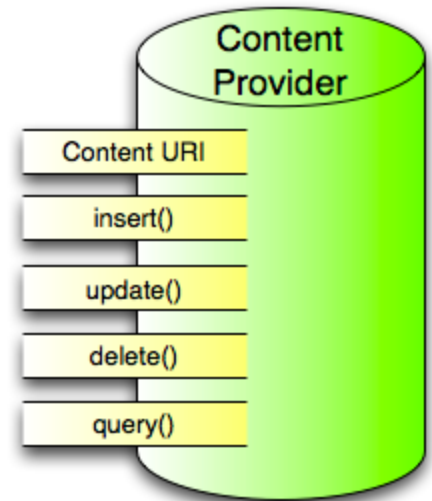 Content
Provider
Content URI
insert()
update()
delete()
query()